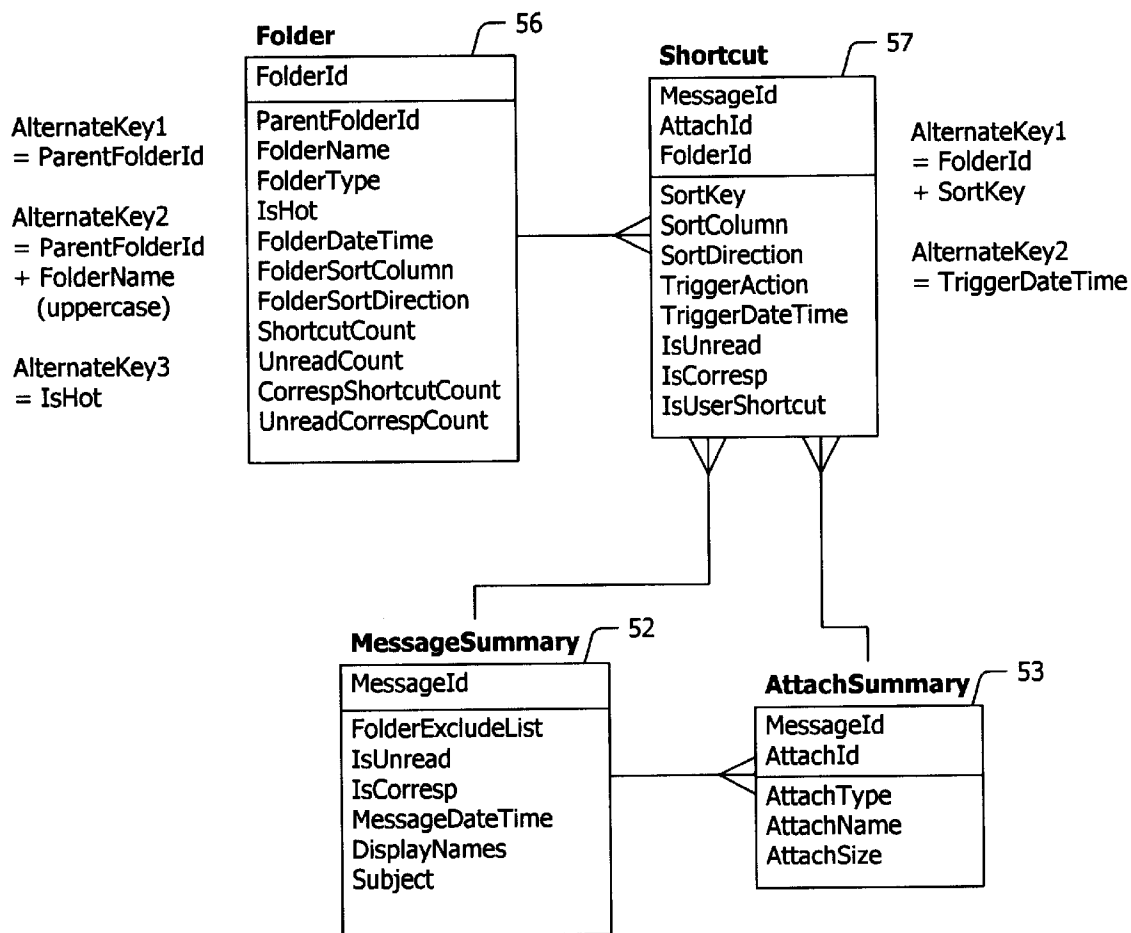 Folder
56
FolderId
ParentFolderId
FolderName
FolderType
IsHot
FolderDateTime
FolderSortColumn
FolderSortDirection
ShortcutCount
UnreadCount
CorrespShortcutCount
UnreadCorrespCount
AlternateKey1
= ParentFolderId
AlternateKey2
= ParentFolderId
+ FolderName
(uppercase)
AlternateKey3
= IsHot
Shortcut
57
MessageId
AttachId
FolderId
SortKey
SortColumn
SortDirection
TriggerAction
TriggerDateTime
IsUnread
IsCorresp
IsUserShortcut
AlternateKey1
= FolderId
+ SortKey
AlternateKey2
= TriggerDateTime
MessageSummary
52
MessageId
FolderExcludeList
IsUnread
IsCorresp
MessageDateTime
DisplayNames
Subject
AttachSummary
53
MessageId
AttachId
AttachType
AttachName
AttachSize